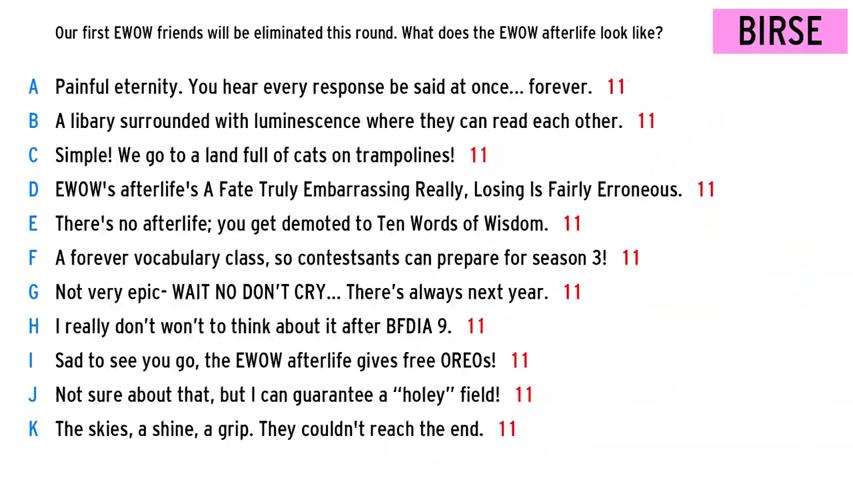 Our first EWOW friends will be eliminated this round. What does the EWOW afterlife look like?
BIRSE
A Painful eternity. You hear every response be said at once... forever. 11
B A libary surrounded with luminescence where they can read each other. 11
C Simple! We go to a land full of cats on trampolines! 11
D EWOW's afterlife's A Fate Truly Embarrassing Really, Losing Is Fairly Erroneous. 11
E There's no afterlife; you get demoted to Ten Words of Wisdom. 11
F A forever vocabulary class, so contestsants can prepare for season 3! 11
G Not very epic- WAIT NO DON’T CRY... There’s always next year. 11
H I really don’t won’t to think about it after BFDIA 9. 11
I Sad to see you go, the EWOW afterlife gives free OREOs! 11
J Not sure about that, but I can guarantee a “holey” field! 11
K The skies, a shine, a grip. They couldn't reach the end. 11